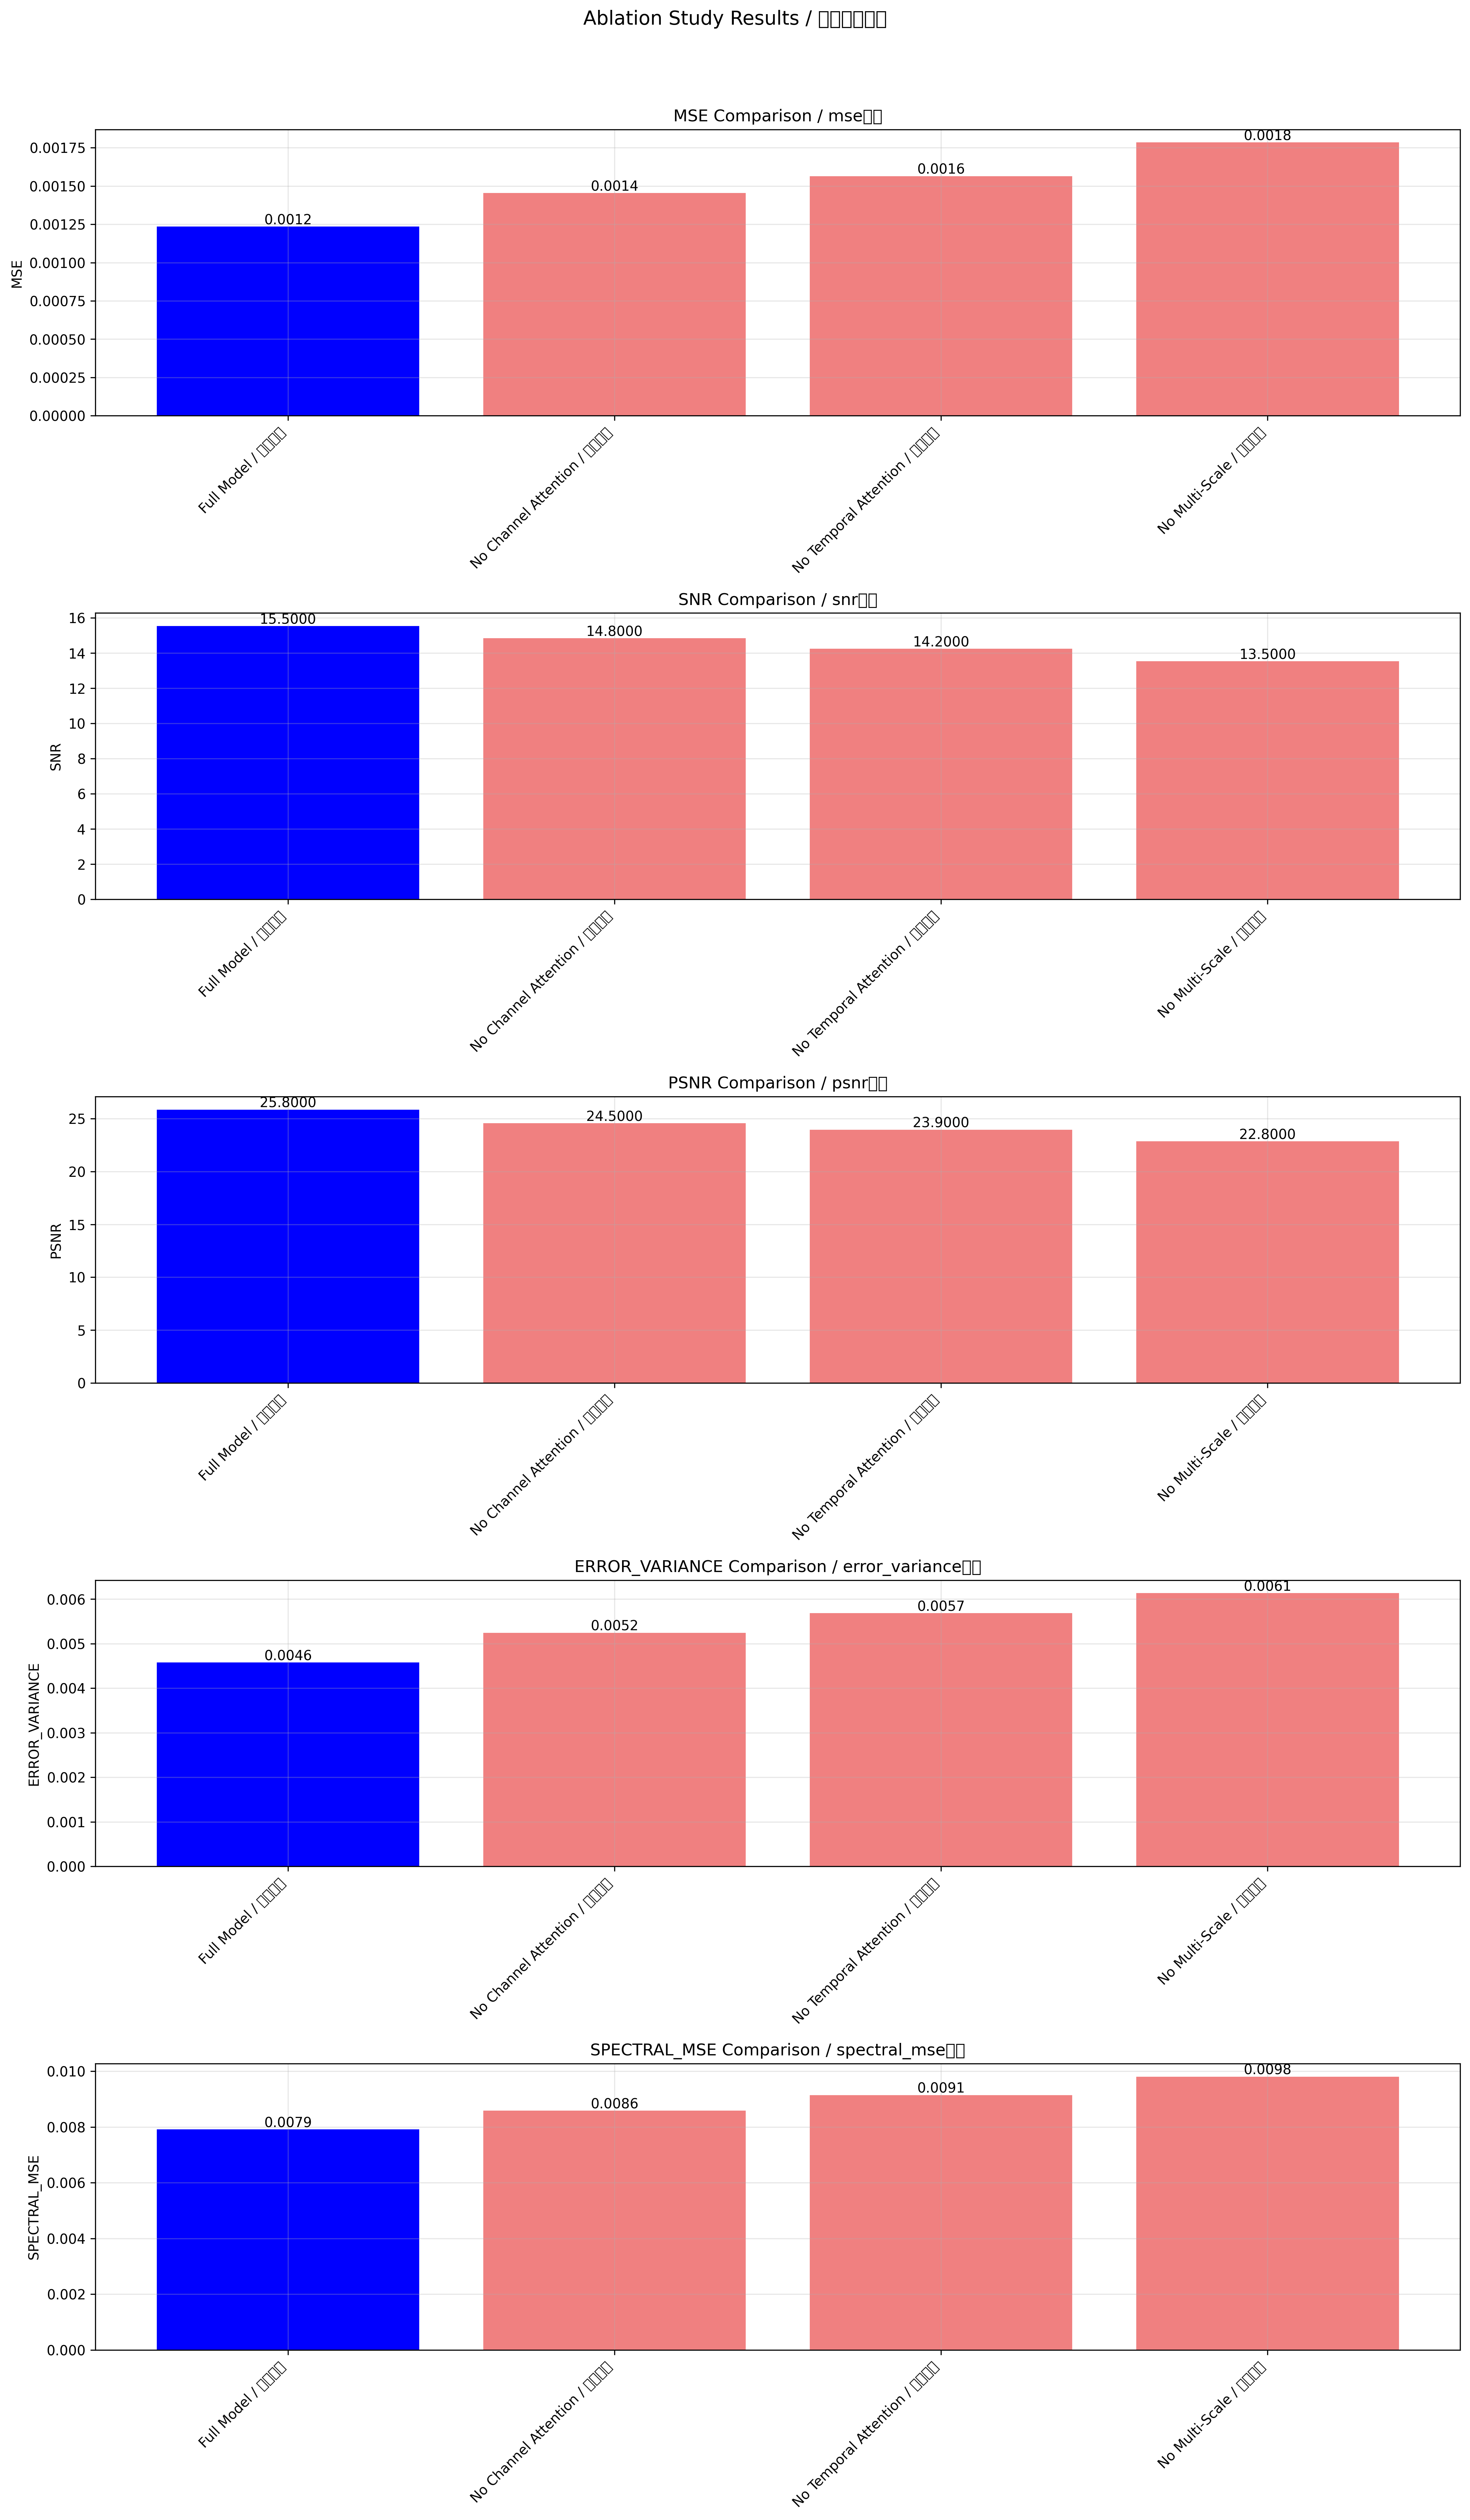 Ablation Study Results /
MSE Comparison / mse
0.00175
0.00150
0.00125
0.00100
0.00075
0.00050
0.00025
0.00000
MSE
0.0012
0.0014
0.0016
0.0018
Full Model /
No Channel Attention /
No Temporal Attention /
No Multi-Scale /
SNR Comparison / snr
16
14
12
10
8
6
4
2
0
SNR
15.5000
14.8000
14.2000
13.5000
Full Model /
No Channel Attention /
No Temporal Attention /
No Multi-Scale /
PSNR Comparison / psnr
25
20
15
10
5
0
PSNR
25.8000
24.5000
23.9000
22.8000
Full Model /
No Channel Attention /
No Temporal Attention /
No Multi-Scale /
ERROR_VARIANCE Comparison / error_variance
0.006
0.005
0.004
0.003
0.002
0.001
0.000
ERROR_VARIANCE
0.0046
0.0052
0.0057
0.0061
Full Model /
No Channel Attention /
No Temporal Attention /
No Multi-Scale /
SPECTRAL_MSE Comparison / spectral_mse
0.010
0.008
0.006
0.004
0.002
0.000
SPECTRAL_MSE
0.0079
0.0086
0.0091
0.0098
Full Model /
No Channel Attention /
No Temporal Attention /
No Multi-Scale /